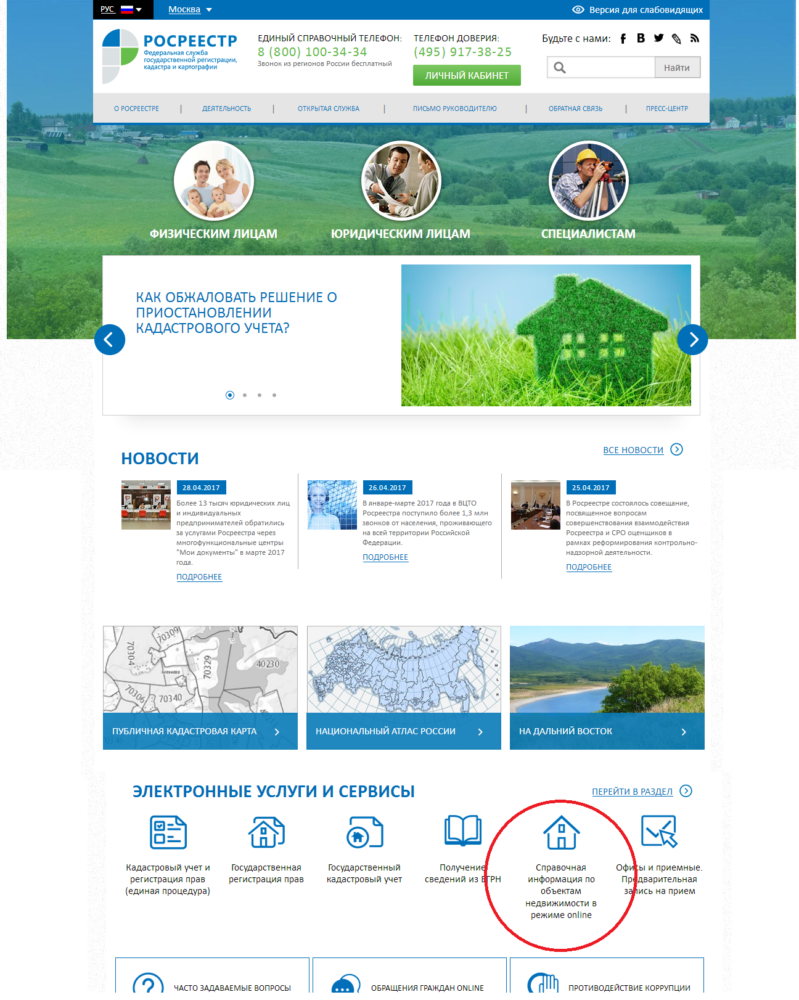 РУС
Москва
Версия для слабовидящих
РОСРЕЕСТР
Федеральная служба
государственной регистрации,
кадастра и картографии
ЕДИНЫЙ СПРАВОЧНЫЙ ТЕЛЕФОН:
8 (800) 100-34-34
Звонок из регионов России бесплатный
ТЕЛЕФОН ДОВЕРИЯ:
(495) 917-38-25
ЛИЧНЫЙ КАБИНЕТ
Будьте с нами:
Найти
О РОСРЕЕСТРЕ | ДЕЯТЕЛЬНОСТЬ | ОТКРЫТАЯ СЛУЖБА | ПИСЬМО РУКОВОДИТЕЛЮ | ОБРАТНАЯ СВЯЗЬ | ПРЕСС-ЦЕНТР
ФИЗИЧЕСКИМ ЛИЦАМ
ЮРИДИЧЕСКИМ ЛИЦАМ
СПЕЦИАЛИСТАМ
КАК ОБЖАЛОВАТЬ РЕШЕНИЕ О
ПРИОСТАНОВЛЕНИИ
КАДАСТРОВОГО УЧЕТА?
НОВОСТИ
ВСЕ НОВОСТИ
28.04.2017
Более 13 тысяч юридических лиц
и индивидуальных
предпринимателей обратились
за услугами Росреестра через
многофункциональные центры
"Мои документы" в марте 2017
года.
ПОДРОБНЕЕ
26.04.2017
В январе-марте 2017 года в ВЦТО
Росреестра поступило более 1,3 млн
звонков от населения, проживающего
на всей территории Российской
Федерации.
ПОДРОБНЕЕ
25.04.2017
В Росреестре состоялось совещание,
посвященное вопросам
совершенствования взаимодействия
Росреестра и СРО оценщиков в
рамках реформирования контрольно-
надзорной деятельности.
ПОДРОБНЕЕ
70309
70304
70329
40230
70306
70340
ПУБЛИЧНАЯ КАДАСТРОВАЯ КАРТА
НАЦИОНАЛЬНЫЙ АТЛАС РОССИИ
НА ДАЛЬНИЙ ВОСТОК
ЭЛЕКТРОННЫЕ УСЛУГИ И СЕРВИСЫ
ПЕРЕЙТИ В РАЗДЕЛ
Кадастровый учет и
регистрация прав
(единая процедура)
Государственная
регистрация прав
Государственный
кадастровый учет
Получение
сведений из ЕГРН
Справочная
информация по
объектам
недвижимости в
режиме online
Офисы и приемные.
Предварительная
запись на прием
ЧАСТО ЗАДАВАЕМЫЕ ВОПРОСЫ
ОБРАЩЕНИЯ ГРАЖДАН ONLINE
ПРОТИВОДЕЙСТВИЕ КОРРУПЦИИ